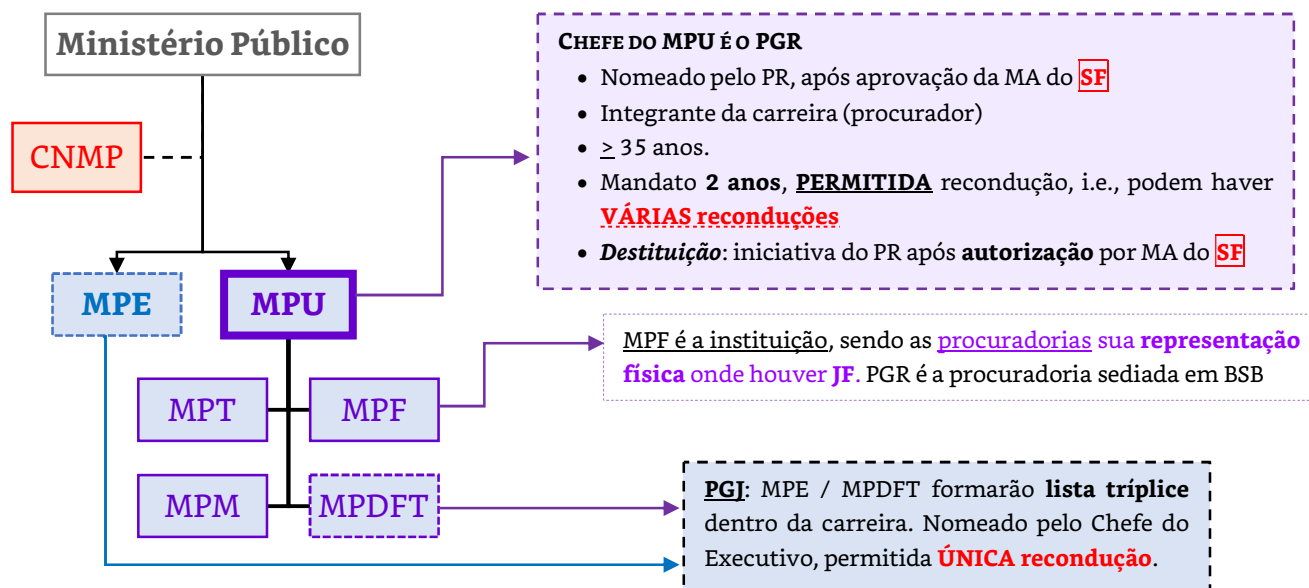 Ministério Público
CNMP
MPE
MPU
MPT
MPF
MPM
MPDFT
CHEFE DO MPU É O PGR
• Nomeado pelo PR, após aprovação da MA do SF
• Integrante da carreira (procurador)
• > 35 anos.
• Mandato 2 anos, PERMITIDA recondução, i.e., podem haver
VÁRIAS reconduções
• Destituição: iniciativa do PR após autorização por MA do SF
MPF é a instituição, sendo as procuradorias sua representação
física onde houver JF. PGR é a procuradoria sediada em BSB
PGJ: MPE / MPDFT formarão lista tríplice
dentro da carreira. Nomeado pelo Chefe do
Executivo, permitida ÚNICA recondução.